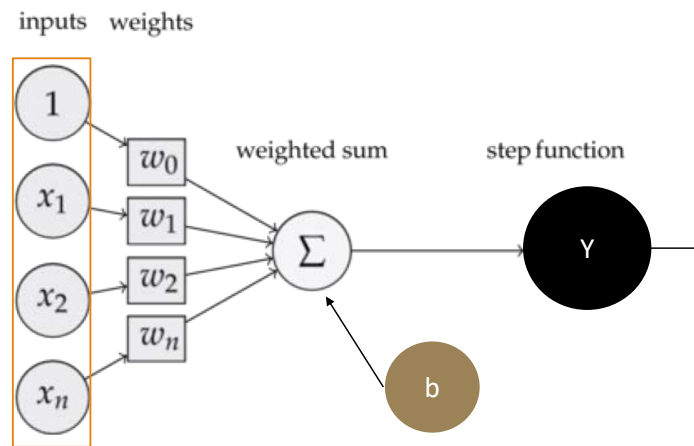 inputs weights
1
w₀
weighted sum
step function
x₁
w₁
Σ
Y
x₂
w₂
wₙ
b
xₙ